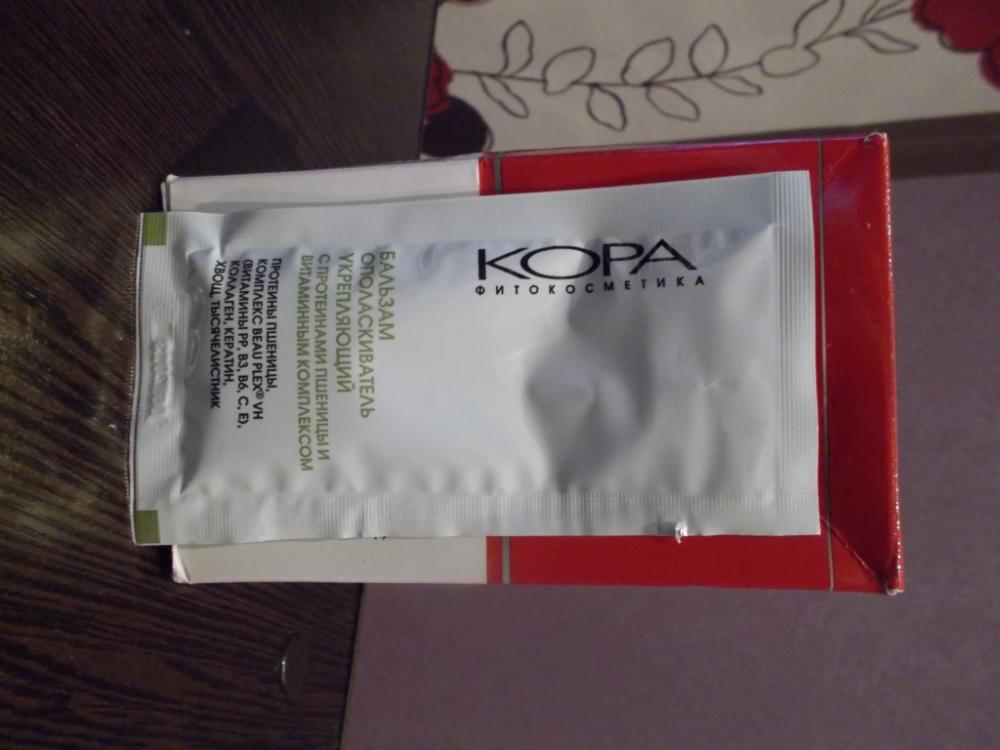 КОРА
ФИТОКОСМЕТИКА
БАЛЬЗАМ
ОПОЛАСКИВАТЕЛЬ
УКРЕПЛЯЮЩИЙ
С ПРОТЕИНАМИ ПШЕНИЦЫ И
ВИТАМИННЫМ КОМПЛЕКСОМ
ПРОТЕИНЫ ПШЕНИЦЫ,
КОМПЛЕКС BEAU PLEX® VH
(ВИТАМИНЫ PP, B3, B6, C, E),
КОЛЛАГЕН, КЕРАТИН,
ХВОЩ, ТЫСЯЧЕЛИСТНИК